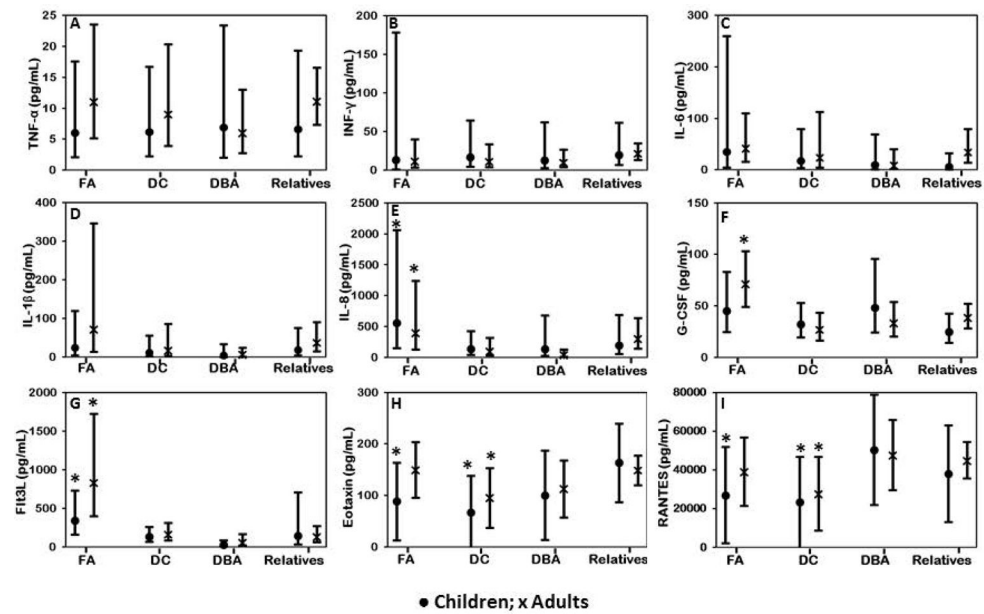 A
TNF-α (pg/mL)
25
20
15
10
5
0
FA DC DBA Relatives
B
INF-γ (pg/mL)
200
150
100
50
0
FA DC DBA Relatives
C
IL-6 (pg/mL)
300
200
100
0
FA DC DBA Relatives
D
IL-1β (pg/mL)
400
300
200
100
0
FA DC DBA Relatives
E
IL-8 (pg/mL)
2500
2000
1500
1000
500
0
* *
FA DC DBA Relatives
F
G-CSF (pg/mL)
150
100
50
0
*
FA DC DBA Relatives
G
Flt3L (pg/mL)
2000
1500
1000
500
0
* *
FA DC DBA Relatives
H
Eotaxin (pg/mL)
300
200
100
0
* * *
FA DC DBA Relatives
I
RANTES (pg/mL)
80000
60000
40000
20000
0
* * *
FA DC DBA Relatives
● Children; x Adults